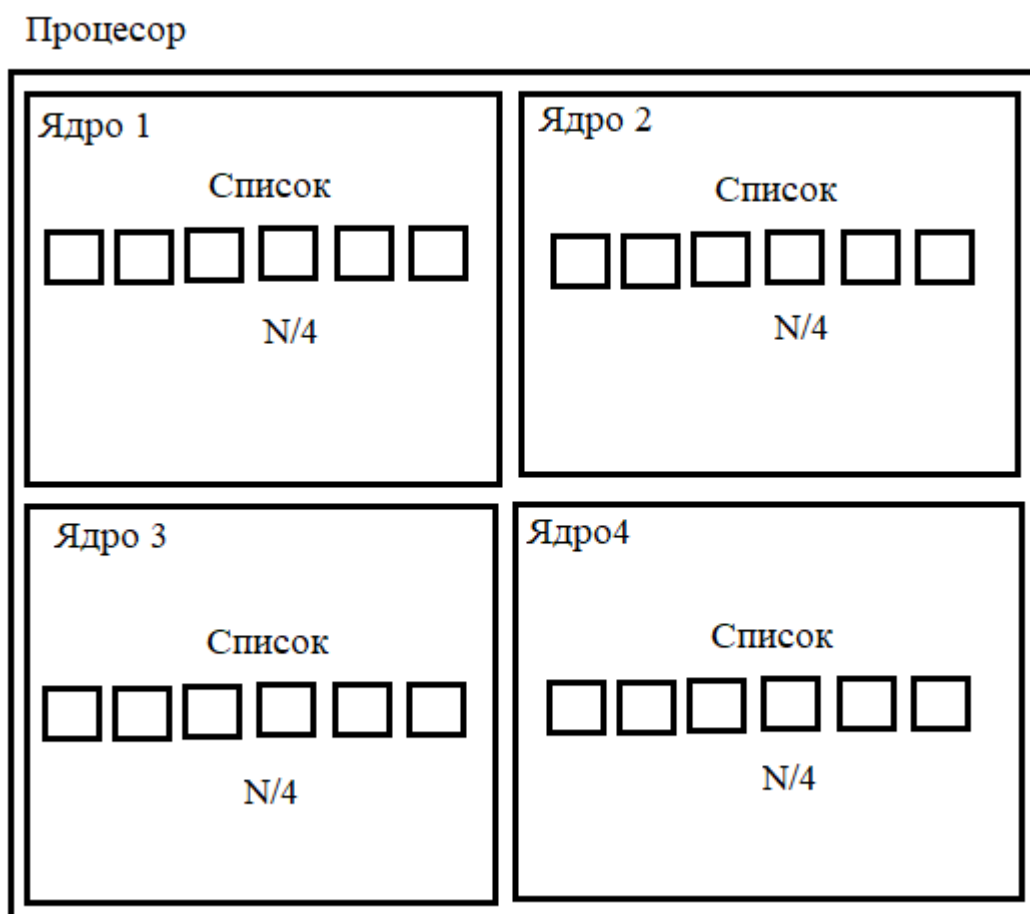 Процесор
Ядро 1
Список
N/4
Ядро 2
Список
N/4
Ядро 3
Список
N/4
Ядро4
Список
N/4